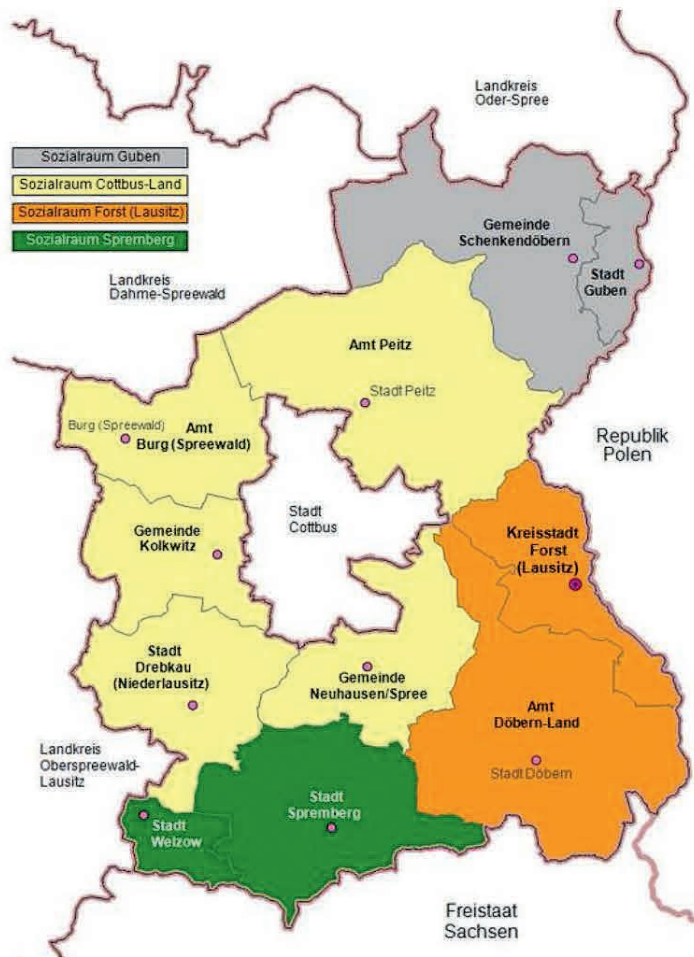 Landkreis
Oder-Spree
Sozialraum Guben
Sozialraum Cottbus-Land
Sozialraum Forst (Lausitz)
Sozialraum Spremberg
Gemeinde
Schenkendöbern
Stadt
Guben
Landkreis
Dahme-Spreewald
Amt Peitz
Stadt Peitz
Burg (Spreewald)
Amt
Burg (Spreewald)
Republik
Polen
Stadt
Cottbus
Gemeinde
Kolkwitz
Kreisstadt
Forst
(Lausitz)
Stadt
Drebkau
(Niederlausitz)
Gemeinde
Neuhausen/Spree
Amt
Döbern-Land
Stadt Döbern
Landkreis
Oberspreewald-
Lausitz
Stadt
Welzow
Stadt
Spremberg
Freistaat
Sachsen